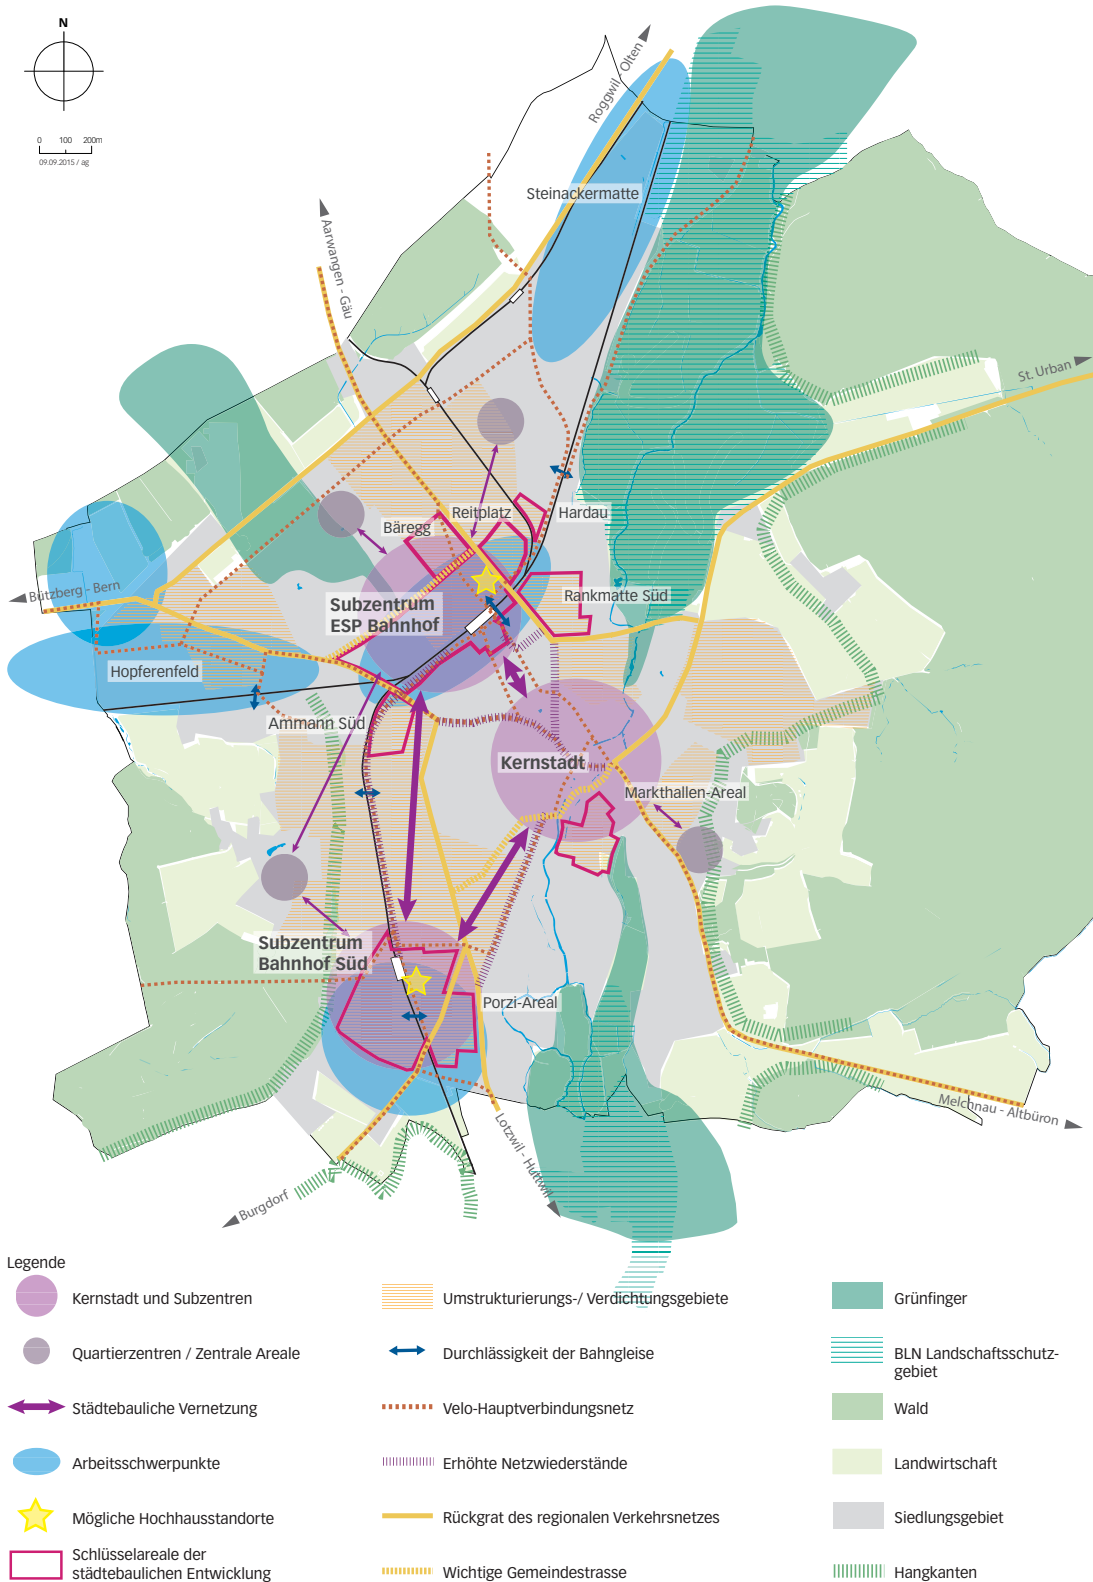 N
0 100 200m
09.09.2015 / ag
Roggwil - Olten
Steinackermatte
Aarwangen - Gäu
St. Urban
Reitplatz
Hardau
Bäregg
Bützberg - Bern
Rankmatte Süd
Subzentrum
ESP Bahnhof
Hopferenfeld
Ammann Süd
Kernstadt
Markthallen-Areal
Subzentrum
Bahnhof Süd
Porzi-Areal
Melchnau - Altbüron
Lotzwil - Huttwil
Burgdorf
Legende
Kernstadt und Subzentren
Quartierzentren / Zentrale Areale
Städtebauliche Vernetzung
Arbeitsschwerpunkte
Mögliche Hochhausstandorte
Schlüsselareale der
städtebaulichen Entwicklung
Umstrukturierungs-/ Verdichtungsgebiete
Durchlässigkeit der Bahngleise
Velo-Hauptverbindungsnetz
Erhöhte Netzwiederstände
Rückgrat des regionalen Verkehrsnetzes
Wichtige Gemeindestrasse
Grünfinger
BLN Landschaftsschutz-
gebiet
Wald
Landwirtschaft
Siedlungsgebiet
Hangkanten